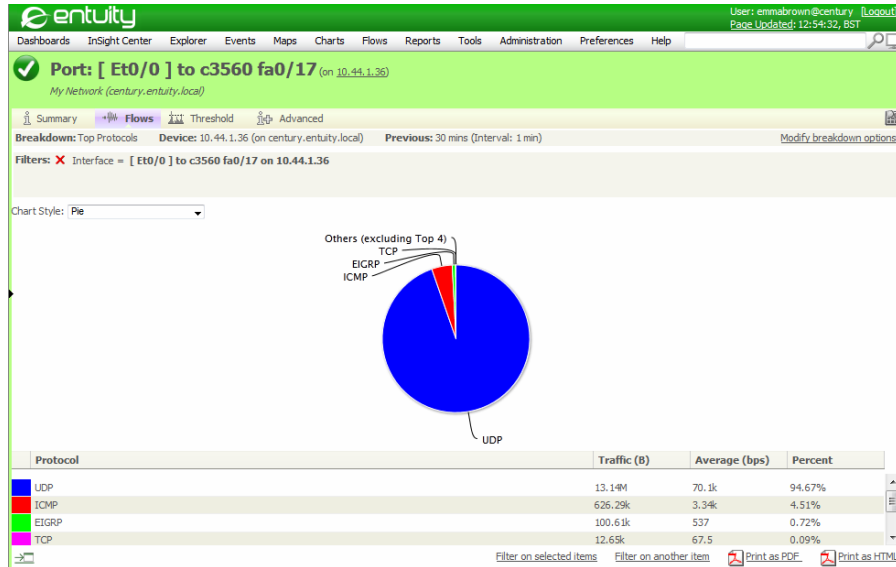 entuity
User: emmabrown@century [Logout]
Page Updated: 12:54:32, BST
Dashboards InSight Center Explorer Events Maps Charts Flows Reports Tools Administration Preferences Help
Port: [ Et0/0 ] to c3560 fa0/17 (on 10.44.1.36)
My Network (century.entuity.local)
Summary Flows Threshold Advanced
Breakdown: Top Protocols Device: 10.44.1.36 (on century.entuity.local) Previous: 30 mins (Interval: 1 min) Modify breakdown options
Filters: Interface = [ Et0/0 ] to c3560 fa0/17 on 10.44.1.36
Chart Style: Pie
Others (excluding Top 4)
TCP
EIGRP
ICMP
UDP
Protocol Traffic (B) Average (bps) Percent
UDP 13.14M 70.1k 94.67%
ICMP 626.29k 3.34k 4.51%
EIGRP 100.61k 537 0.72%
TCP 12.65k 67.5 0.09%
Filter on selected items Filter on another item Print as PDF Print as HTML